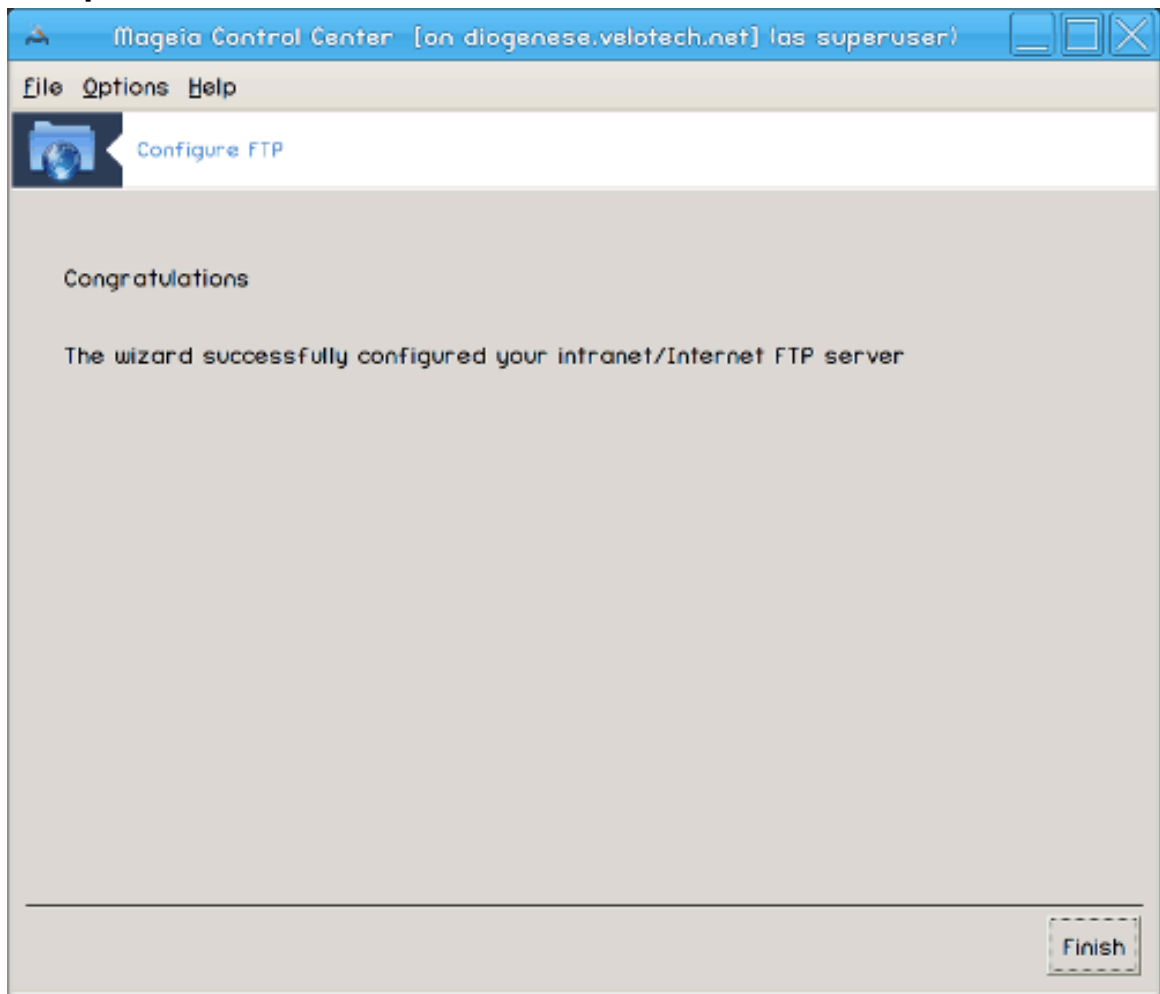 Mageia Control Center [on diogenese.velotech.net] (as superuser)
File Options Help
Configure FTP
Congratulations
The wizard successfully configured your intranet/Internet FTP server
Finish